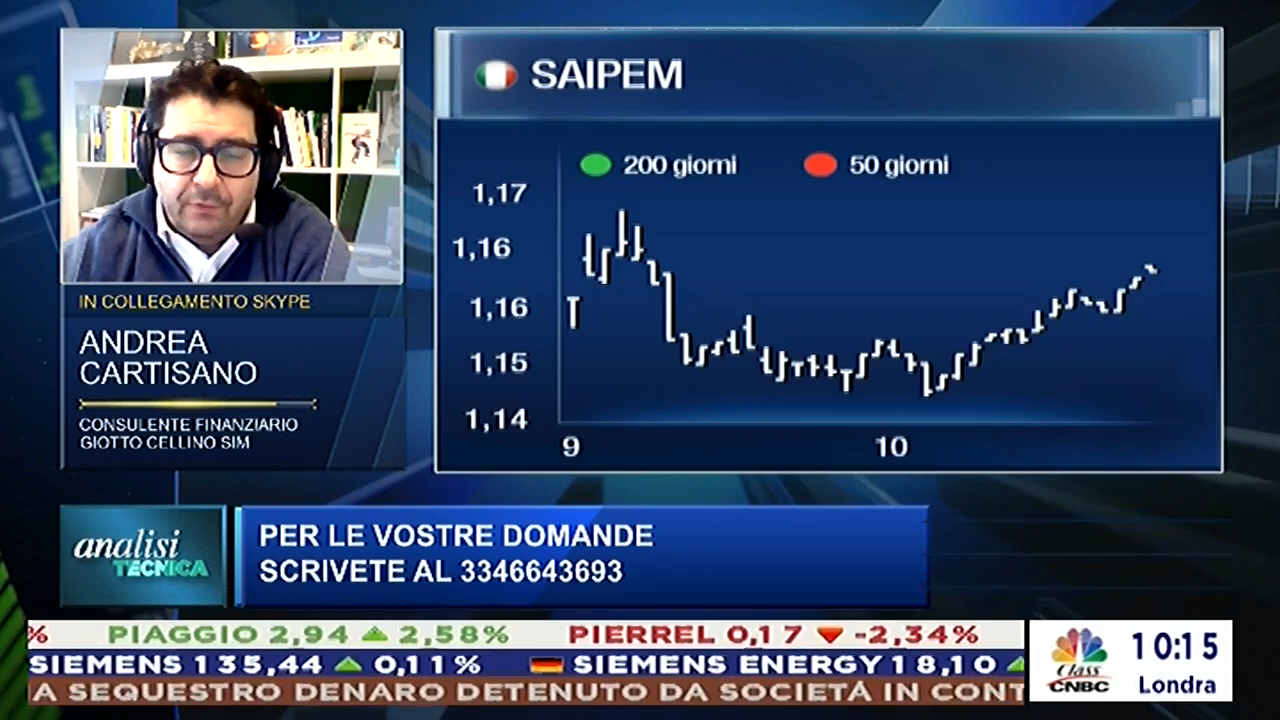 SAIPEM
200 giorni
50 giorni
1,17
1,16
1,16
1,15
1,14
9
10
IN COLLEGAMENTO SKYPE
ANDREA
CARTISANO
CONSULENTE FINANZIARIO
GIOTTO CELLINO SIM
analisi
TECNICA
PER LE VOSTRE DOMANDE
SCRIVETE AL 3346643693
% PIAGGIO 2,94 2,58% PIERREL 0,17 -2,34%
SIEMENS 135,44 0,11% SIEMENS ENERGY 18,10
A SEQUESTRO DENARO DETENUTO DA SOCIETÁ IN CONT
Class
CNBC
10:15
Londra